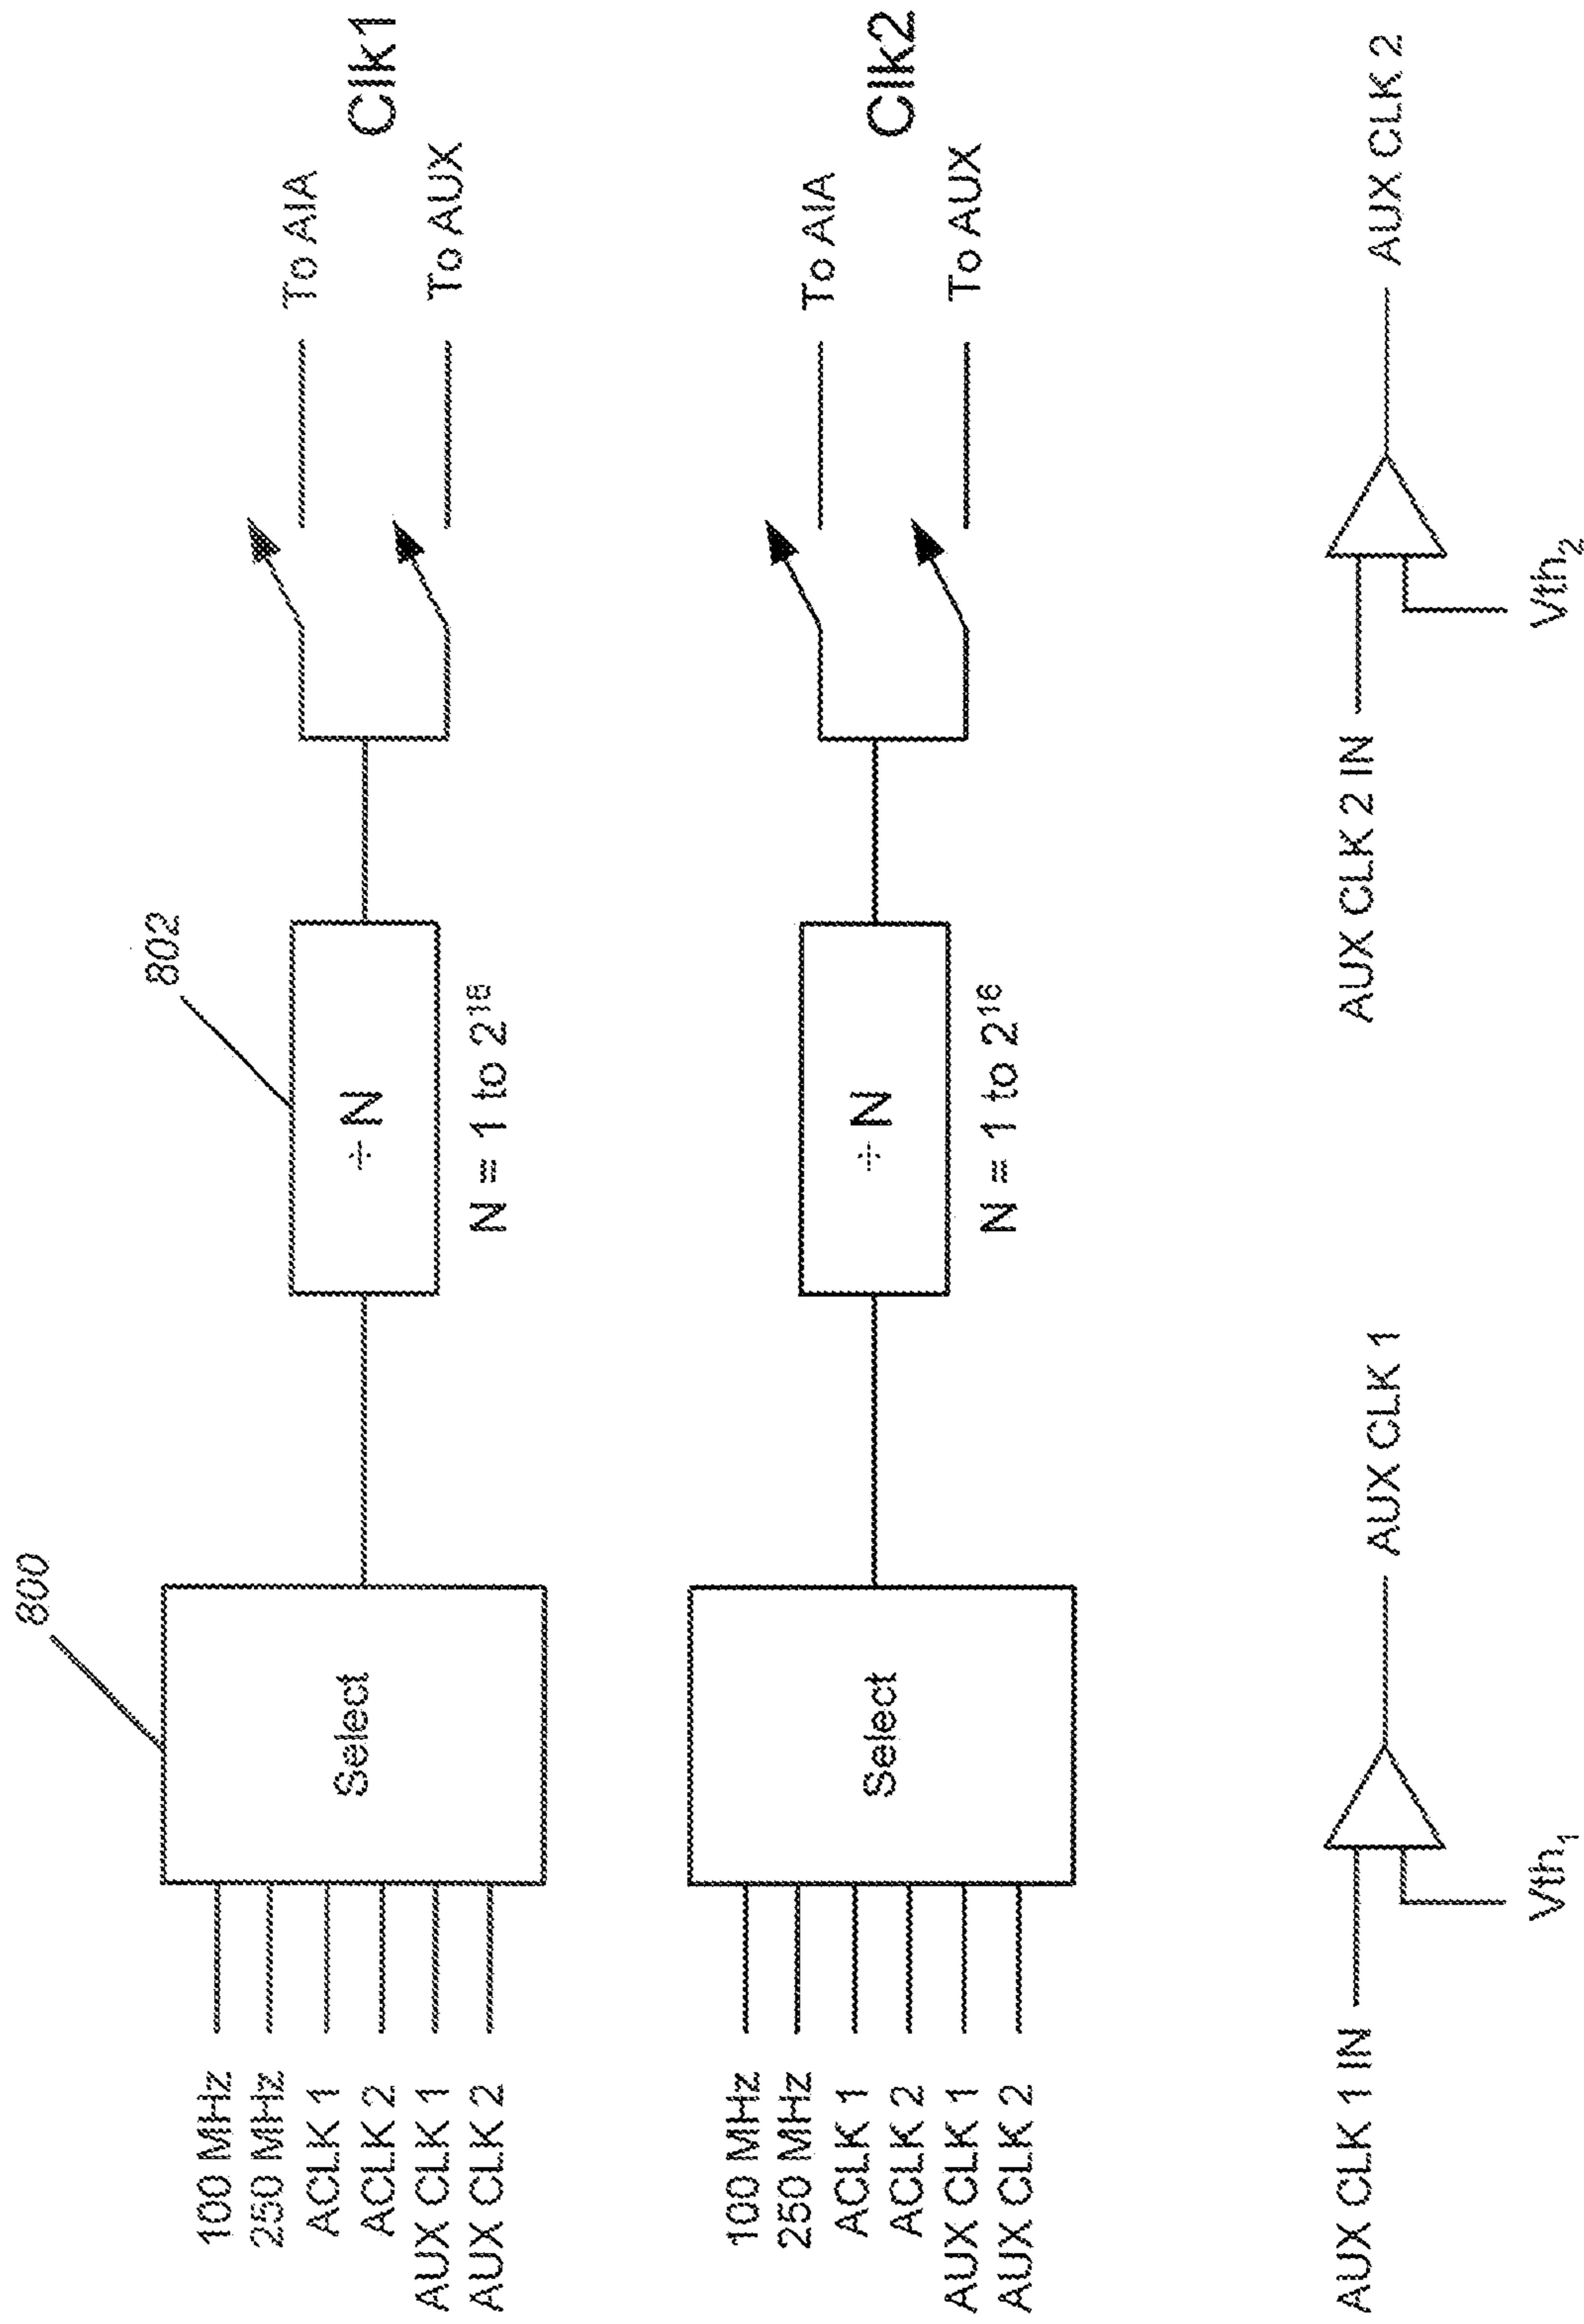 800
802
100 MHz
250 MHz
ACLK 1
ACLK 2
AUX CLK 1
AUX CLK 2
Select
÷ N
N = 1 to 2¹⁶
To AIA
Clk1
To AUX
100 MHz
250 MHz
ACLK 1
ACLK 2
AUX CLK 1
AUX CLK 2
Select
÷ N
N = 1 to 2¹⁶
To AIA
Clk2
To AUX
AUX CLK 1 IN
Vth₁
AUX CLK 1
AUX CLK 2 IN
Vth₂
AUX CLK 2